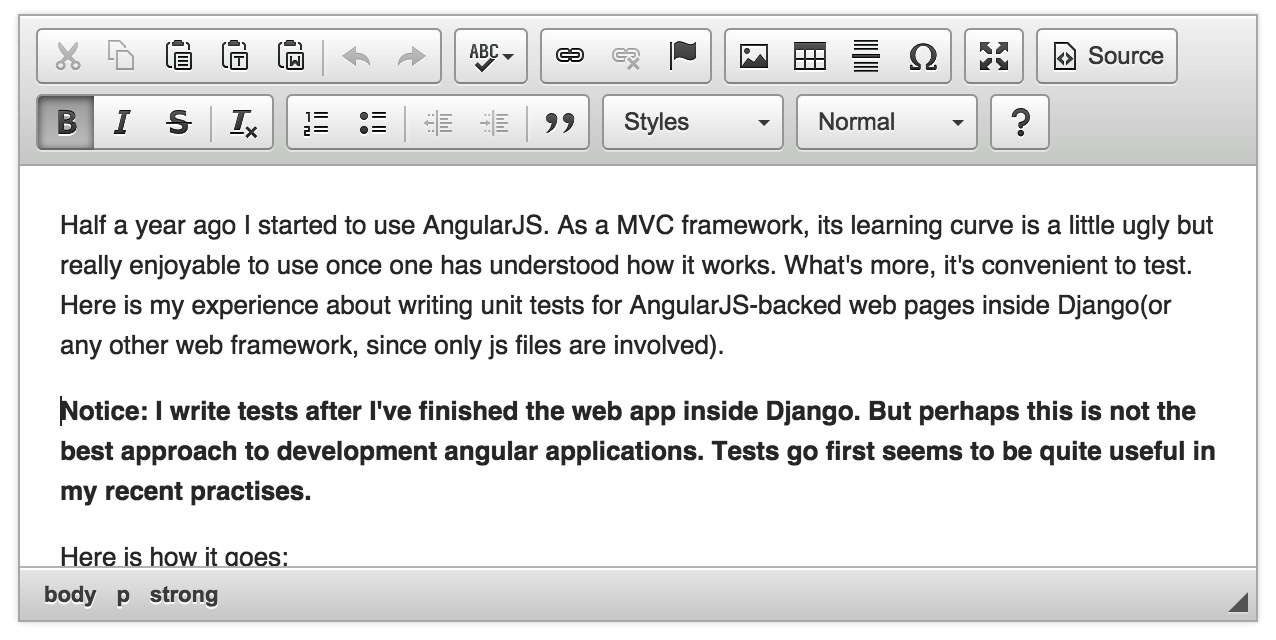 ABC Source
B I S Tx Styles Normal ?
Half a year ago I started to use AngularJS. As a MVC framework, its learning curve is a little ugly but
really enjoyable to use once one has understood how it works. What's more, it's convenient to test.
Here is my experience about writing unit tests for AngularJS-backed web pages inside Django(or
any other web framework, since only js files are involved).
Notice: I write tests after I've finished the web app inside Django. But perhaps this is not the
best approach to development angular applications. Tests go first seems to be quite useful in
my recent practises.
Here is how it goes:
body p strong